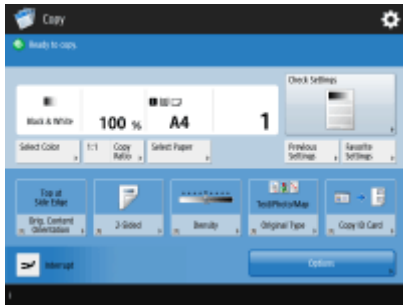 Copy
Ready to copy.
Check Settings
Black & White
100 %
A4
1
Select Color
1:1
Copy Ratio
Select Paper
Previous Settings
Favorite Settings
Top at Side Edge
Text/Photo/Map
Orig. Content Orientation
2-Sided
Density
Original Type
Copy ID Card
Interrupt
Options